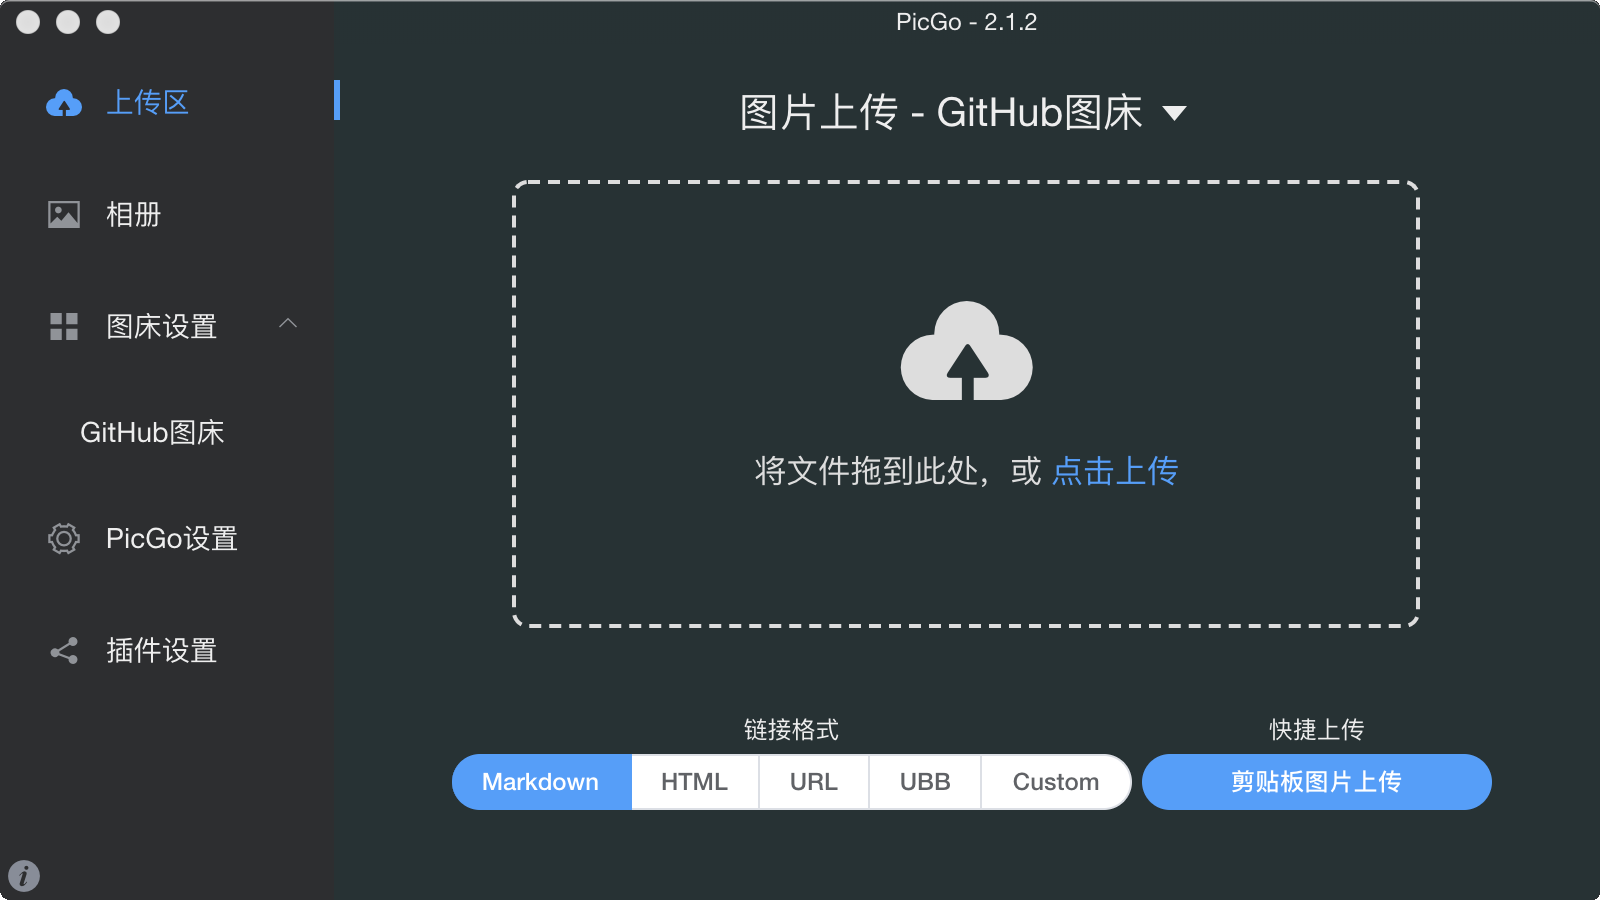 PicGo - 2.1.2
上传区
相册
图床设置
GitHub图床
PicGo设置
插件设置
图片上传 - GitHub图床
将文件拖到此处，或 点击上传
链接格式
Markdown HTML URL UBB Custom
快捷上传
剪贴板图片上传
i